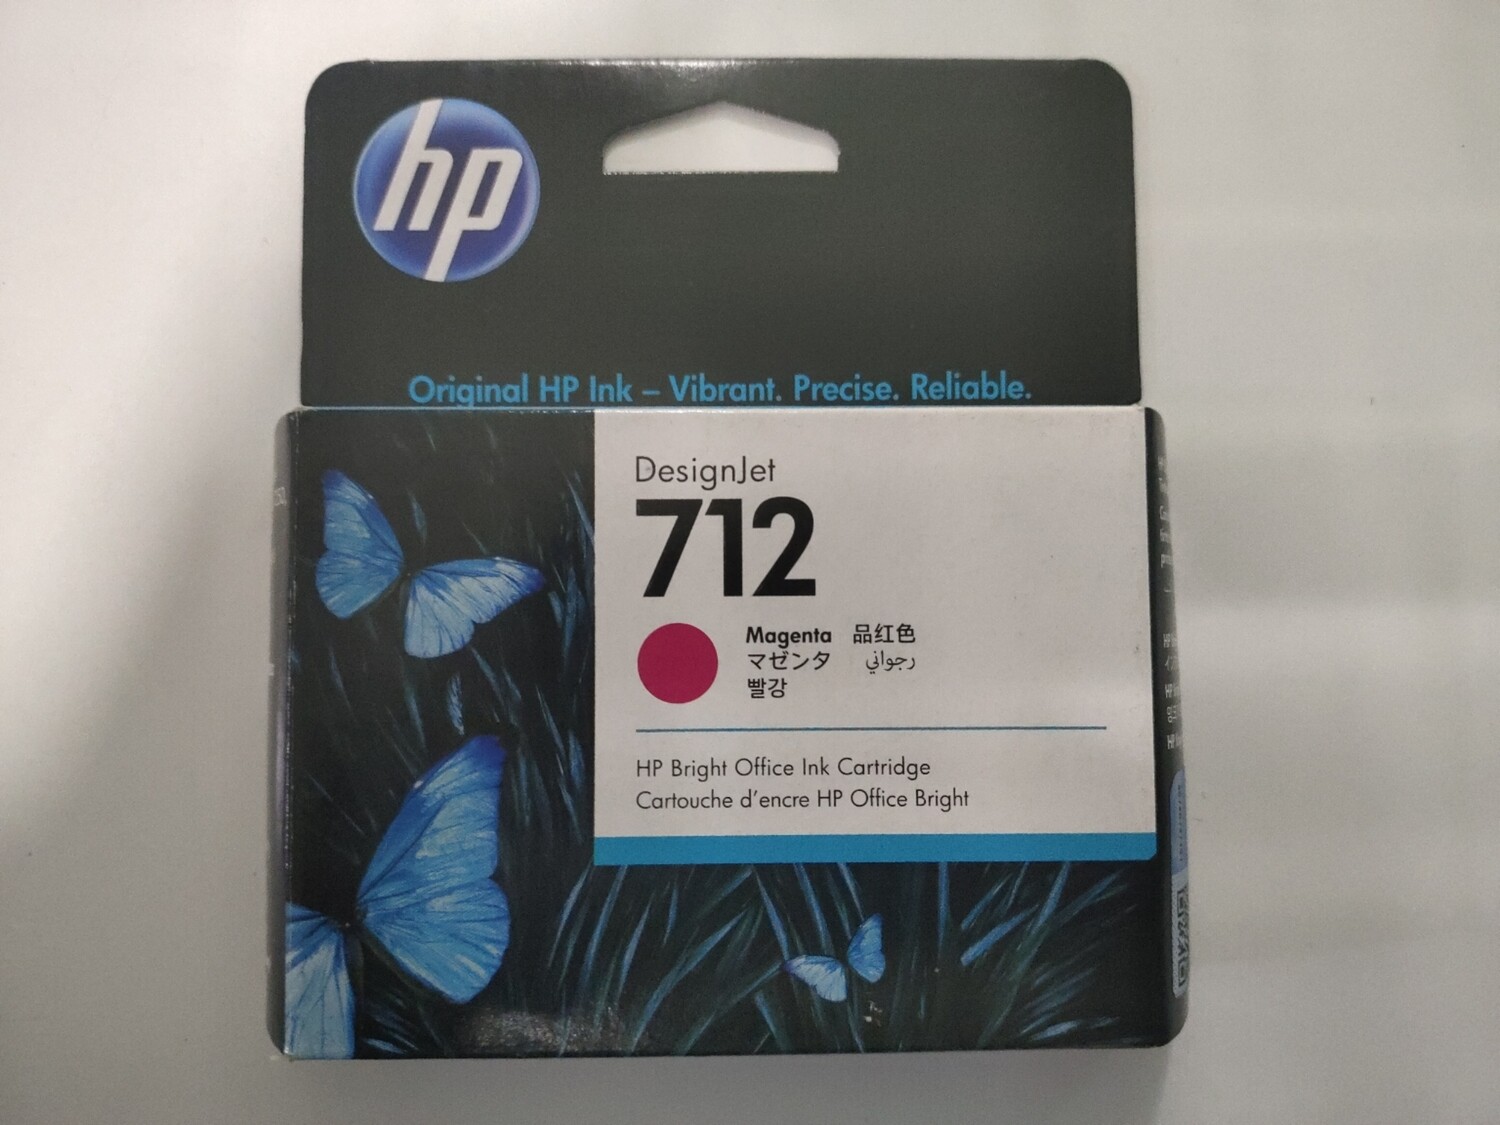 hp
Original HP Ink – Vibrant. Precise. Reliable.
DesignJet
712
Magenta 品红色
マゼンタ رجواني
빨강
HP Bright Office Ink Cartridge
Cartouche d'encre HP Office Bright